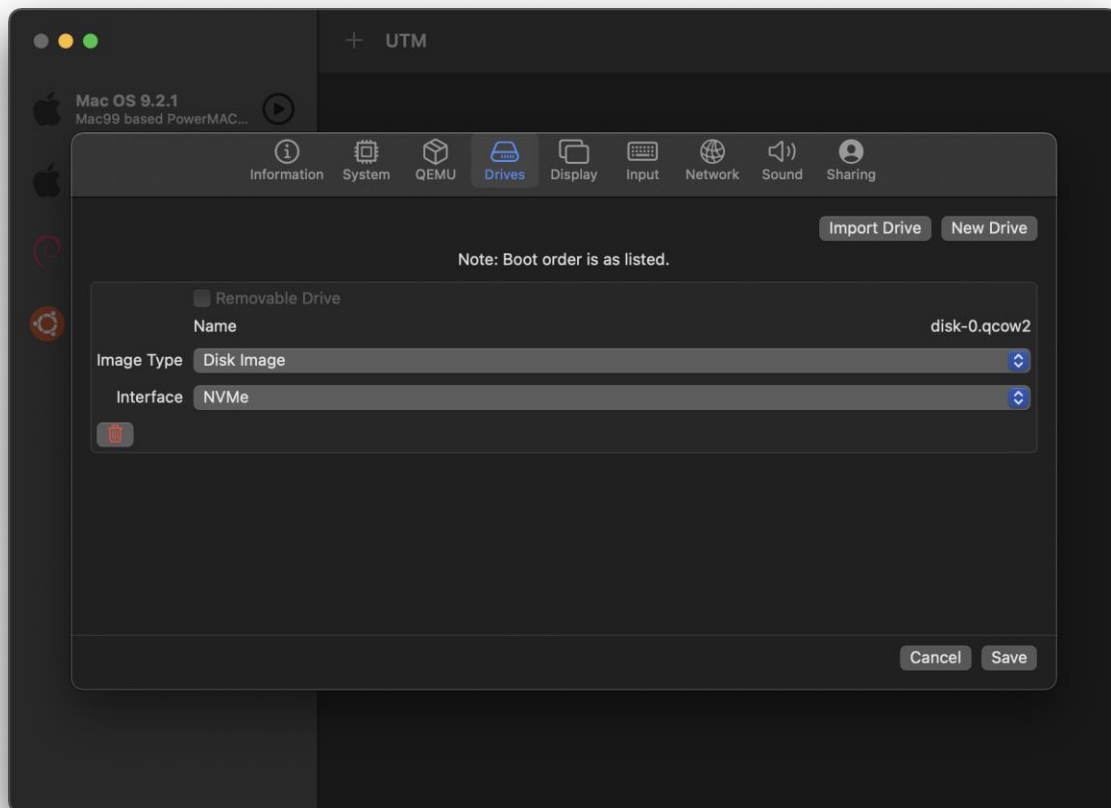 UTM
Mac OS 9.2.1
Mac99 based PowerMAC...
Information System QEMU Drives Display Input Network Sound Sharing
Import Drive New Drive
Note: Boot order is as listed.
Removable Drive
Name disk-0.qcow2
Image Type Disk Image
Interface NVMe
Cancel Save